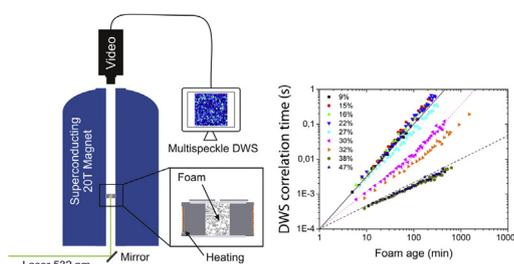 Video
Superconducting
20T Magnet
Multispeckle DWS
Foam
Heating
Mirror
Laser 532 nm
DWS correlation time (s)
1
0,1
0,01
1E-3
1E-4
9%
15%
16%
22%
27%
30%
32%
38%
47%
1 10 100 1000
Foam age (min)